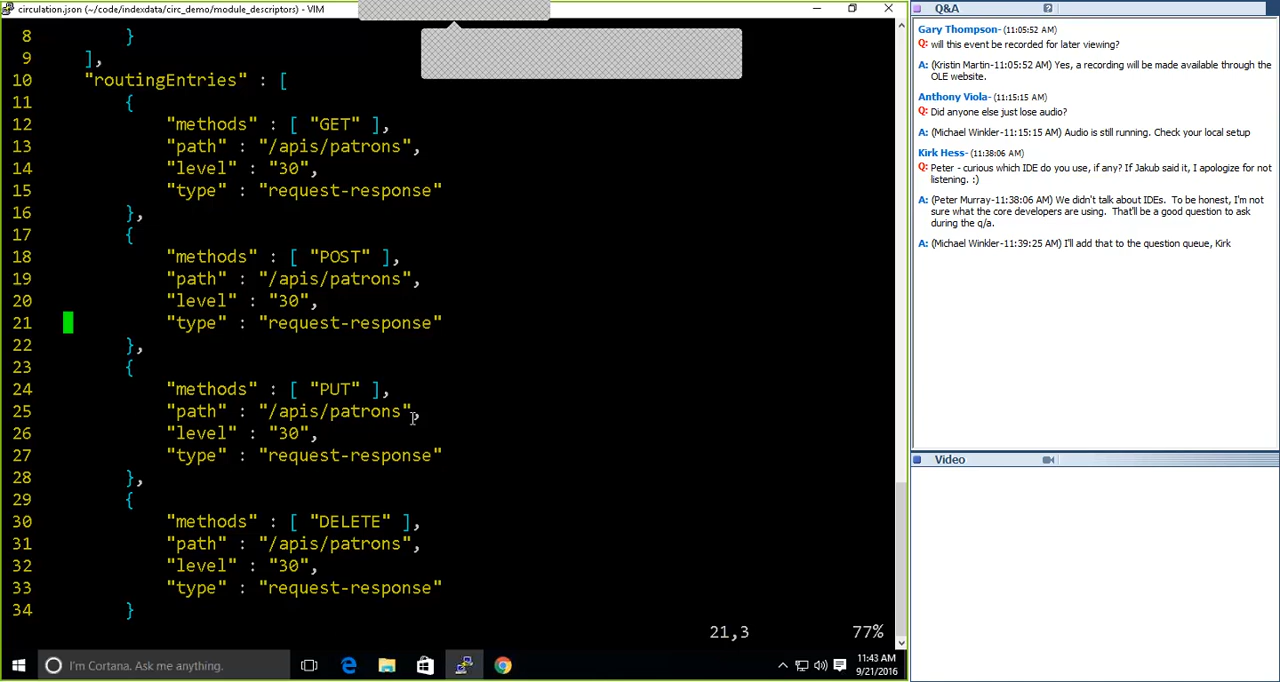 circulation.json (~/code/indexdata/circ_demo/module_descriptors) - VIM
8 }
9 ],
10 "routingEntries" : [
11 {
12 "methods" : [ "GET" ],
13 "path" : "/apis/patrons",
14 "level" : "30",
15 "type" : "request-response"
16 },
17 {
18 "methods" : [ "POST" ],
19 "path" : "/apis/patrons",
20 "level" : "30",
21 "type" : "request-response"
22 },
23 {
24 "methods" : [ "PUT" ],
25 "path" : "/apis/patrons",
26 "level" : "30",
27 "type" : "request-response"
28 },
29 {
30 "methods" : [ "DELETE" ],
31 "path" : "/apis/patrons",
32 "level" : "30",
33 "type" : "request-response"
34 }
21,3 77%
I'm Cortana. Ask me anything.
11:43 AM
9/21/2016
Q&A
Gary Thompson- (11:05:52 AM)
Q: will this event be recorded for later viewing?
A: (Kristin Martin-11:05:52 AM) Yes, a recording will be made available through the
OLE website.
Anthony Viola- (11:15:15 AM)
Q: Did anyone else just lose audio?
A: (Michael Winkler-11:15:15 AM) Audio is still running. Check your local setup
Kirk Hess- (11:38:06 AM)
Q: Peter - curious which IDE do you use, if any? If Jakub said it, I apologize for not
listening. :)
A: (Peter Murray-11:38:06 AM) We didn't talk about IDEs. To be honest, I'm not
sure what the core developers are using. That'll be a good question to ask
during the q/a.
A: (Michael Winkler-11:39:25 AM) I'll add that to the question queue, Kirk
Video